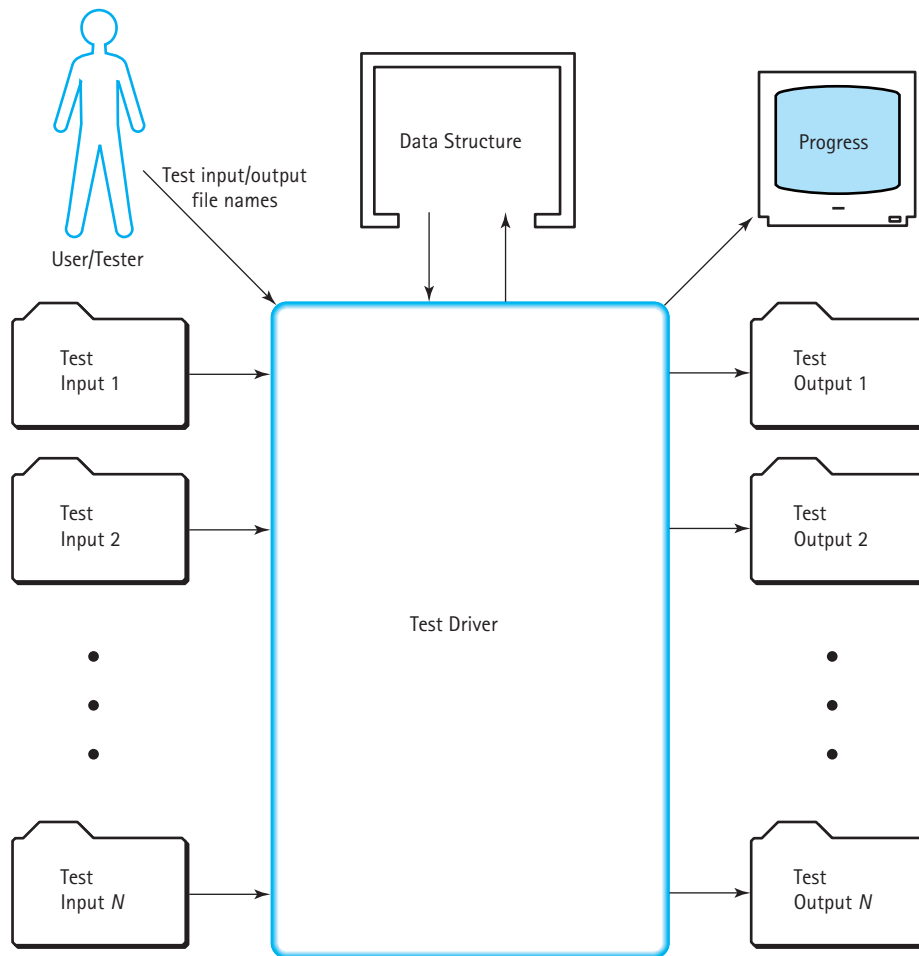 Data Structure
Progress
Test input/output
file names
User/Tester
Test
Input 1
Test
Output 1
Test
Input 2
Test
Output 2
Test Driver
Test
Input N
Test
Output N